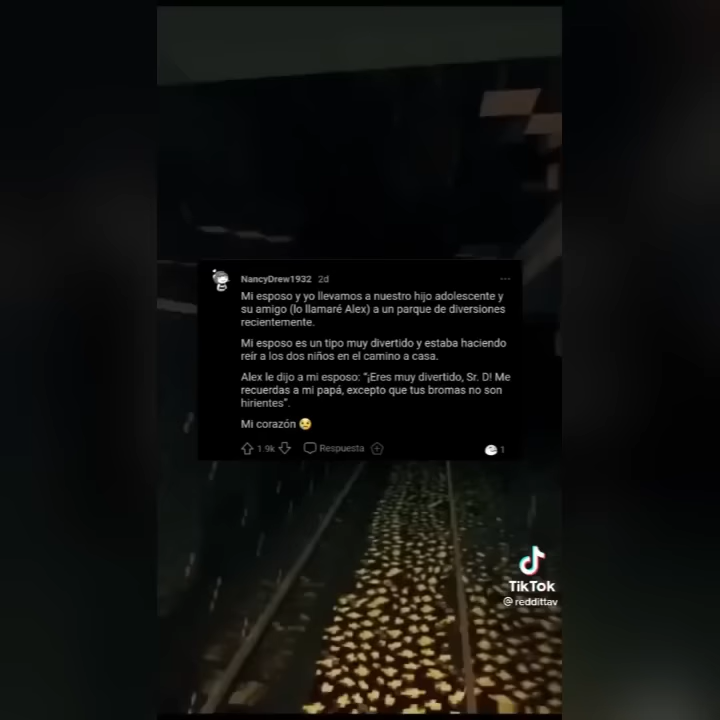 NancyDrew1932 2d
Mi esposo y yo llevamos a nuestro hijo adolescente y
su amigo (lo llamaré Alex) a un parque de diversiones
recientemente.
Mi esposo es un tipo muy divertido y estaba haciendo
reír a los dos niños en el camino a casa.
Alex le dijo a mi esposo: "¡Eres muy divertido, Sr. D! Me
recuerdas a mi papá, excepto que tus bromas no son
hirientes".
Mi corazón 😢
1.9k Respuesta 1
TikTok
@reddittav